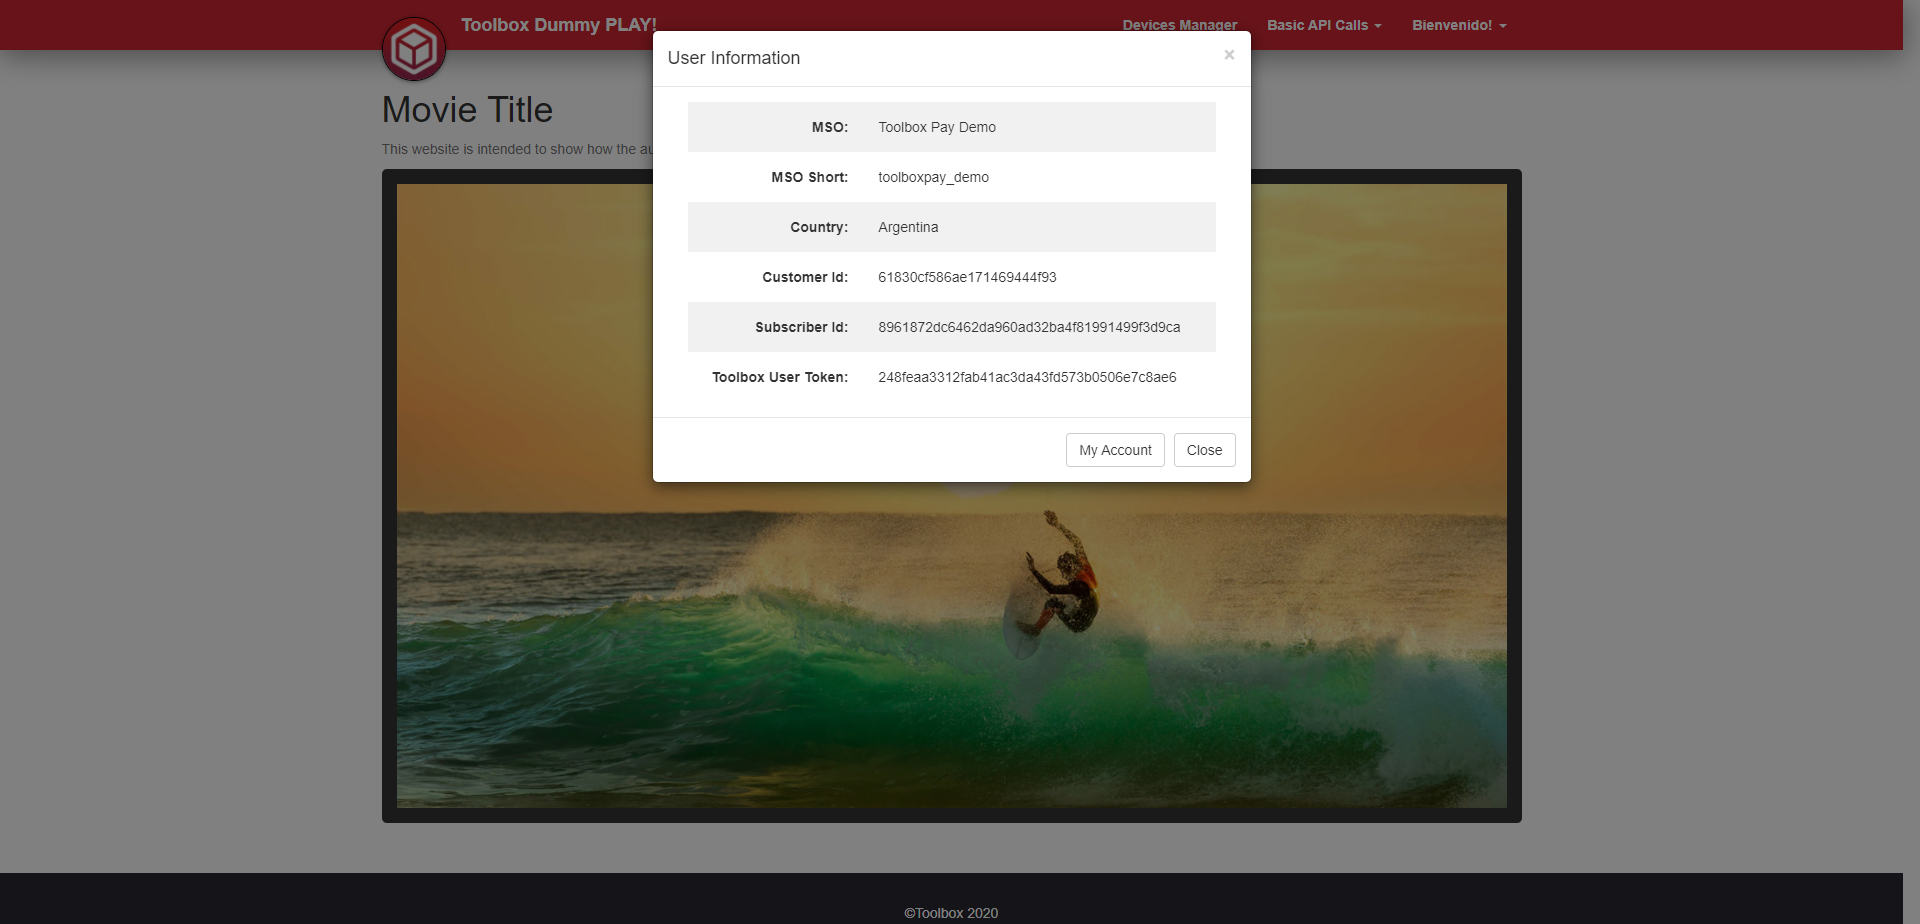 Toolbox Dummy PLAY!
Devices Manager
Basic API Calls
Bienvenido!
User Information
×
Movie Title
This website is intended to show how the au
MSO: Toolbox Pay Demo
MSO Short: toolboxpay_demo
Country: Argentina
Customer Id: 61830cf586ae171469444f93
Subscriber Id: 8961872dc6462da960ad32ba4f81991499f3d9ca
Toolbox User Token: 248feaa3312fab41ac3da43fd573b0506e7c8ae6
My Account
Close
©Toolbox 2020